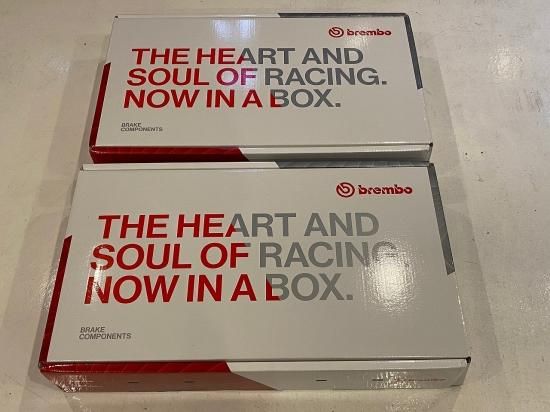 brembo
THE HEART AND
SOUL OF RACING.
NOW IN A BOX.
BRAKE
COMPONENTS
brembo
THE HEART AND
SOUL OF RACING
NOW IN A BOX.
BRAKE
COMPONENTS